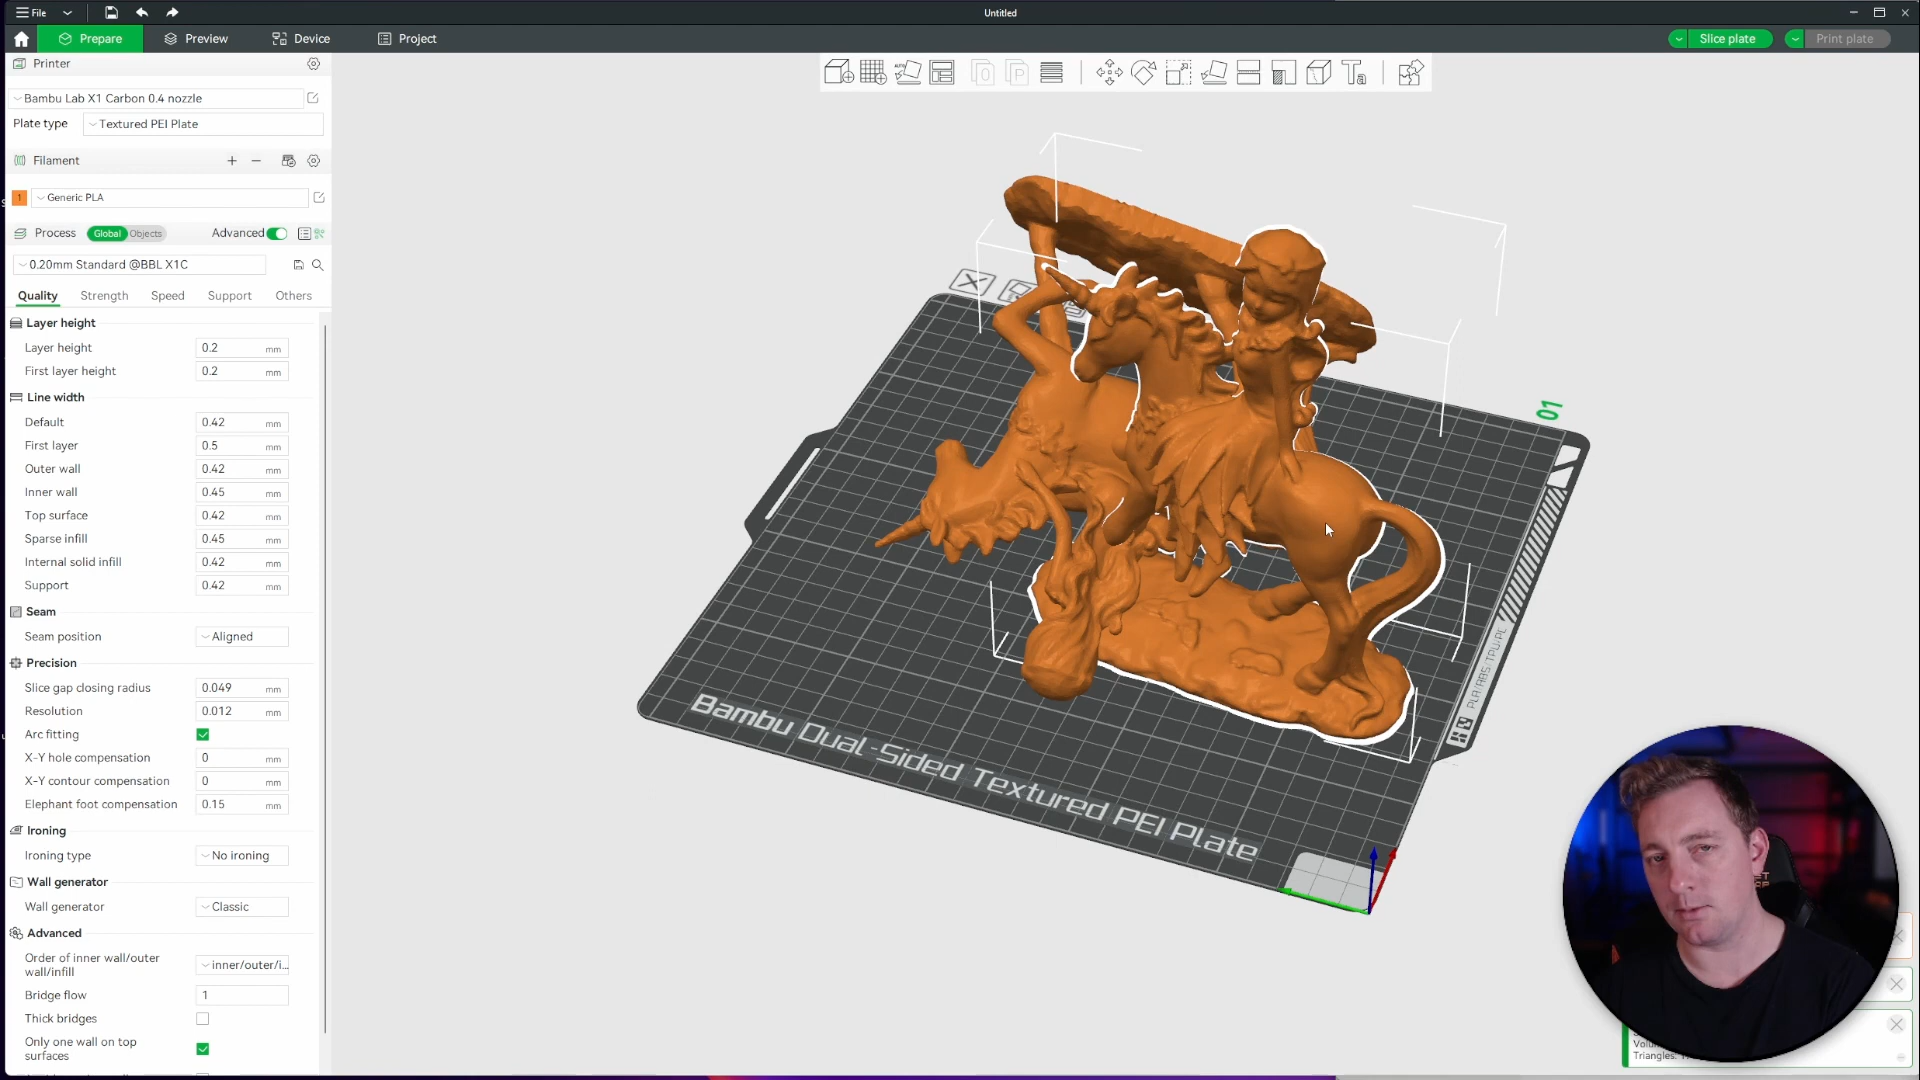 File
Untitled
Prepare
Preview
Device
Project
Slice plate
Print plate
Printer
Bambu Lab X1 Carbon 0.4 nozzle
Plate type
Textured PEI Plate
Filament
1
Generic PLA
Process
Global
Objects
Advanced
0.20mm Standard @BBL X1C
Quality
Strength
Speed
Support
Others
Layer height
Layer height 0.2 mm
First layer height 0.2 mm
Line width
Default 0.42 mm
First layer 0.5 mm
Outer wall 0.42 mm
Inner wall 0.45 mm
Top surface 0.42 mm
Sparse infill 0.45 mm
Internal solid infill 0.42 mm
Support 0.42 mm
Seam
Seam position Aligned
Precision
Slice gap closing radius 0.049 mm
Resolution 0.012 mm
Arc fitting
X-Y hole compensation 0 mm
X-Y contour compensation 0 mm
Elephant foot compensation 0.15 mm
Ironing
Ironing type No ironing
Wall generator
Wall generator Classic
Advanced
Order of inner wall/outer
wall/infill inner/outer/i...
Bridge flow 1
Thick bridges
Only one wall on top
surfaces
01
PLA/ABS/TPU/PE
Bambu Dual-Sided Textured PEI Plate
Triangles: